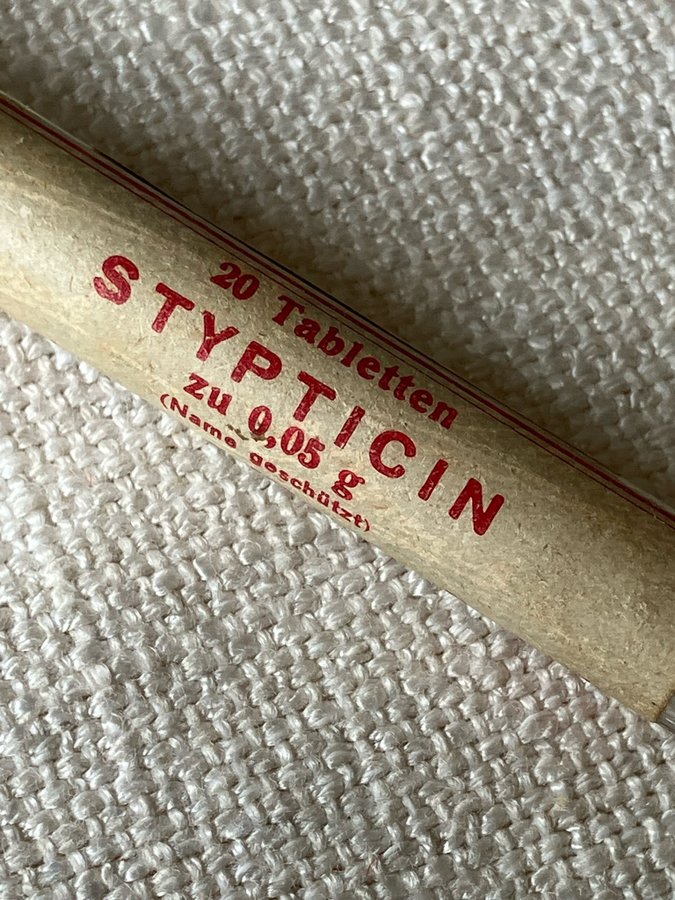 20 Tabletten
STYPTICIN
zu 0,05 g
(Name geschützt)